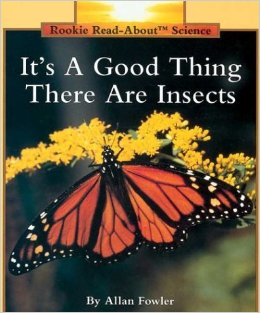 Rookie Read-About™ Science
It's A Good Thing
There Are Insects
By Allan Fowler